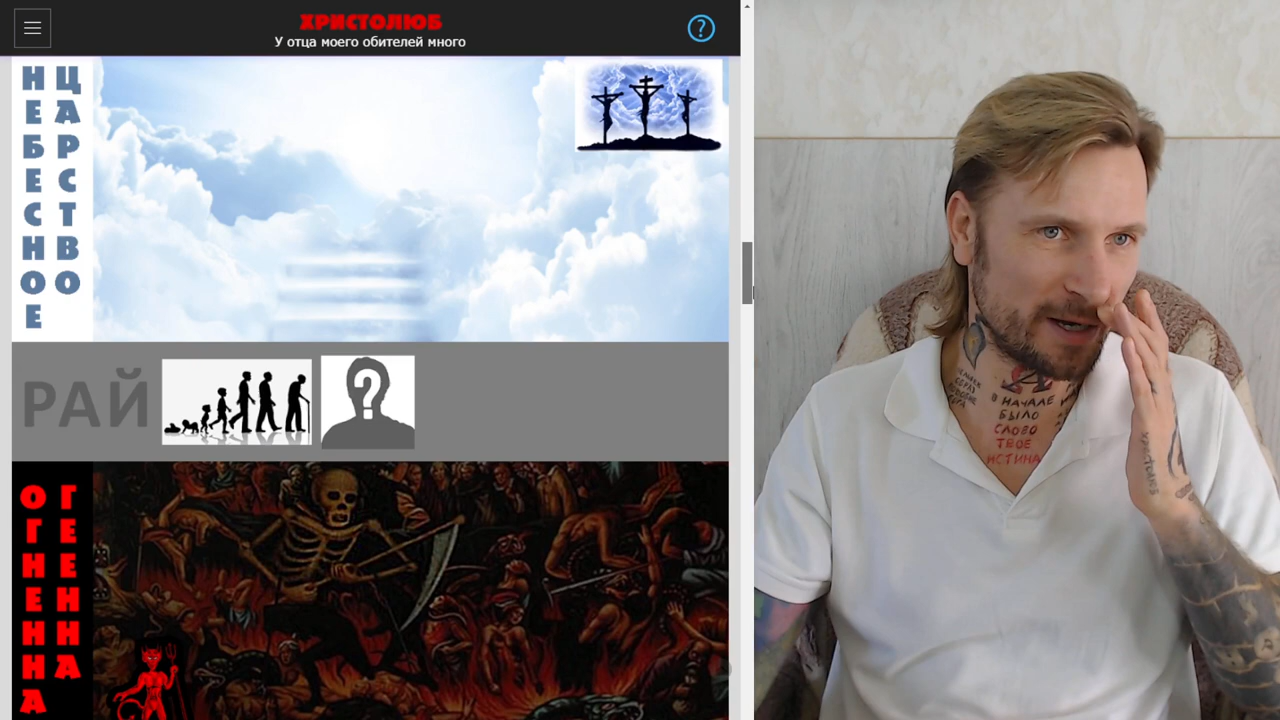 ХРИСТОЛЮБ
У отца моего обителей много
?
НЕБЕСНОЕ
ЦАРСТВО
РАЙ
?
ОГНЕННА
ГЕЕННА
В НАЧАЛЕ
БЫЛО
СЛОВО
ТВОЕ
ИСТИНА